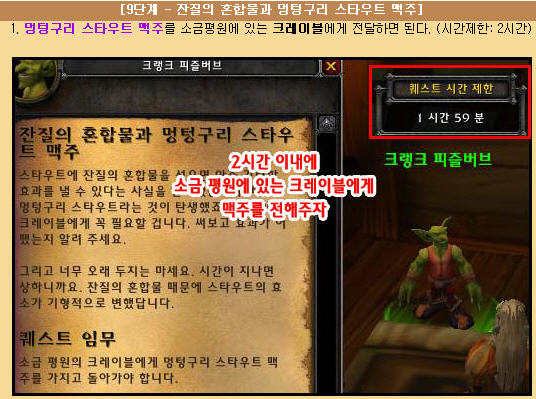 [9단계 - 잔질의 혼합물과 멍텅구리 스타우트 맥주]
1. 멍텅구리 스타우트 맥주를 소금평원에 있는 크레이블에게 전달하면 된다. (시간제한: 2시간)
크랭크 피즐버브
퀘스트 시간 제한
1 시간 59 분
크랭크 피즐버브
잔질의 혼합물과 멍텅구리 스타우
트 맥주
2시간 이내에
소금 평원에 있는 크레이블에게
맥주를 전해주자
스타우트에 잔질의 혼합물을 섞으면
효과를 낼 수 있다는 사실을
멍텅구리 스타우트라는 것이 탄생했
크레이블에게 꼭 필요할 겁니다. 써보고 효과가
했는지 알려 주세요.
그리고 너무 오래 두지는 마세요. 시간이 지나면
상하니까요. 잔질의 혼합물 때문에 스타우트의 효
소가 기형적으로 변했답니다.
퀘스트 임무
소금 평원의 크레이블에게 멍텅구리 스타우트 맥
주를 가지고 돌아가야 합니다.